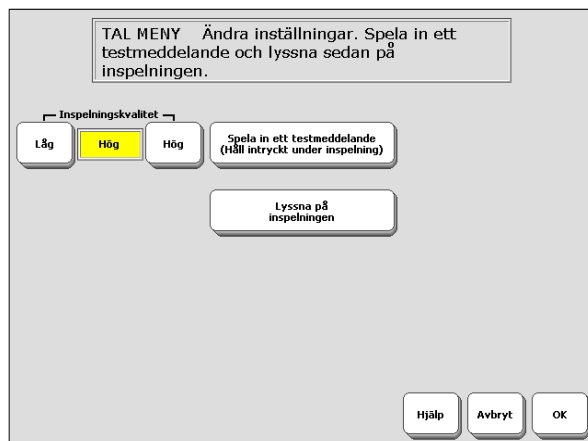 TAL MENY Ändra inställningar. Spela in ett
testmeddelande och lyssna sedan på
inspelningen.
Inspelningskvalitet
Låg
Hög
Hög
Spela in ett testmeddelande
(Håll intryckt under inspelning)
Lyssna på
inspelningen
Hjälp
Avbryt
OK